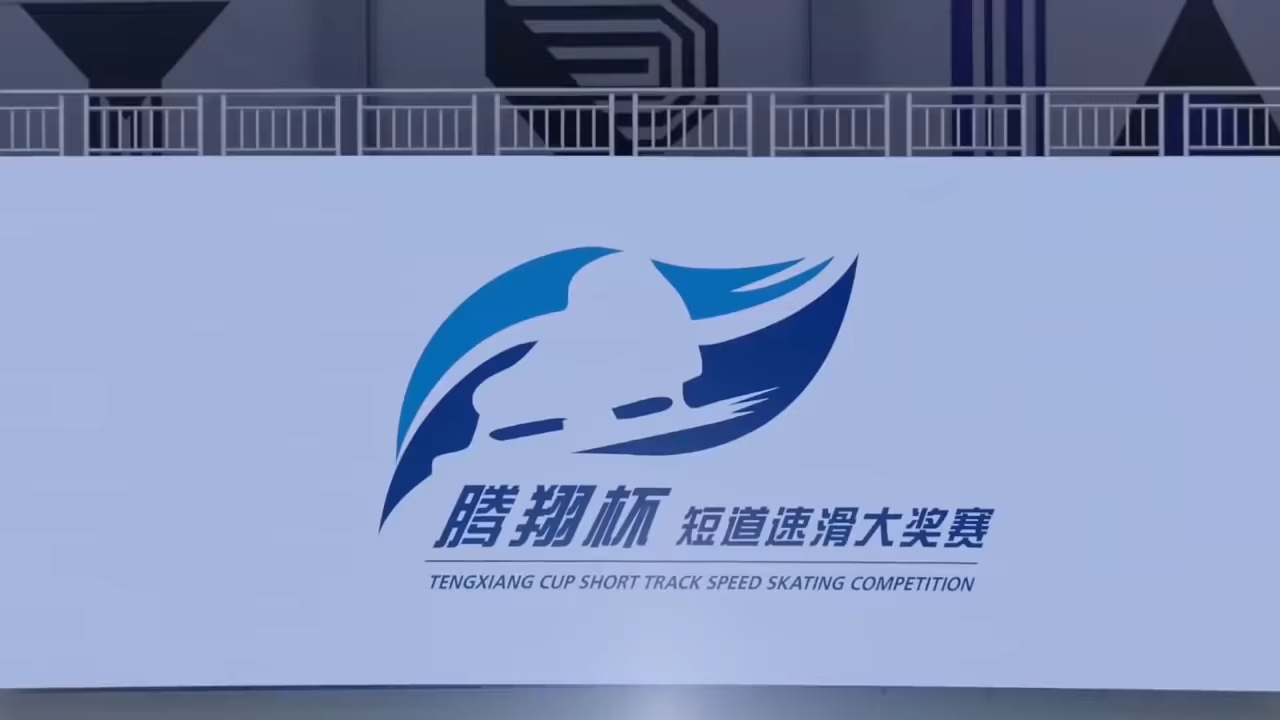 腾翔杯 短道速滑大奖赛
TENGXIANG CUP SHORT TRACK SPEED SKATING COMPETITION